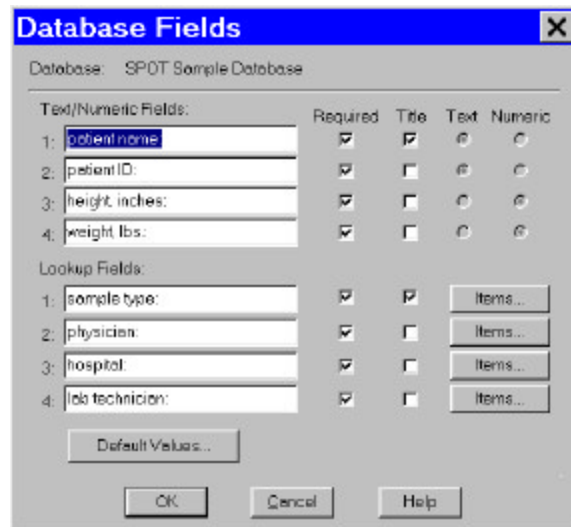 Database Fields
Database: SPOT Sample Database
Text/Numeric Fields: Required Title Text Numeric
1: patient name:
2: patient ID:
3: height, inches:
4: weight, lbs.:
Lookup Fields:
1: sample type: Items...
2: physician: Items...
3: hospital: Items...
4: lab technician: Items...
Default Values...
OK Cancel Help